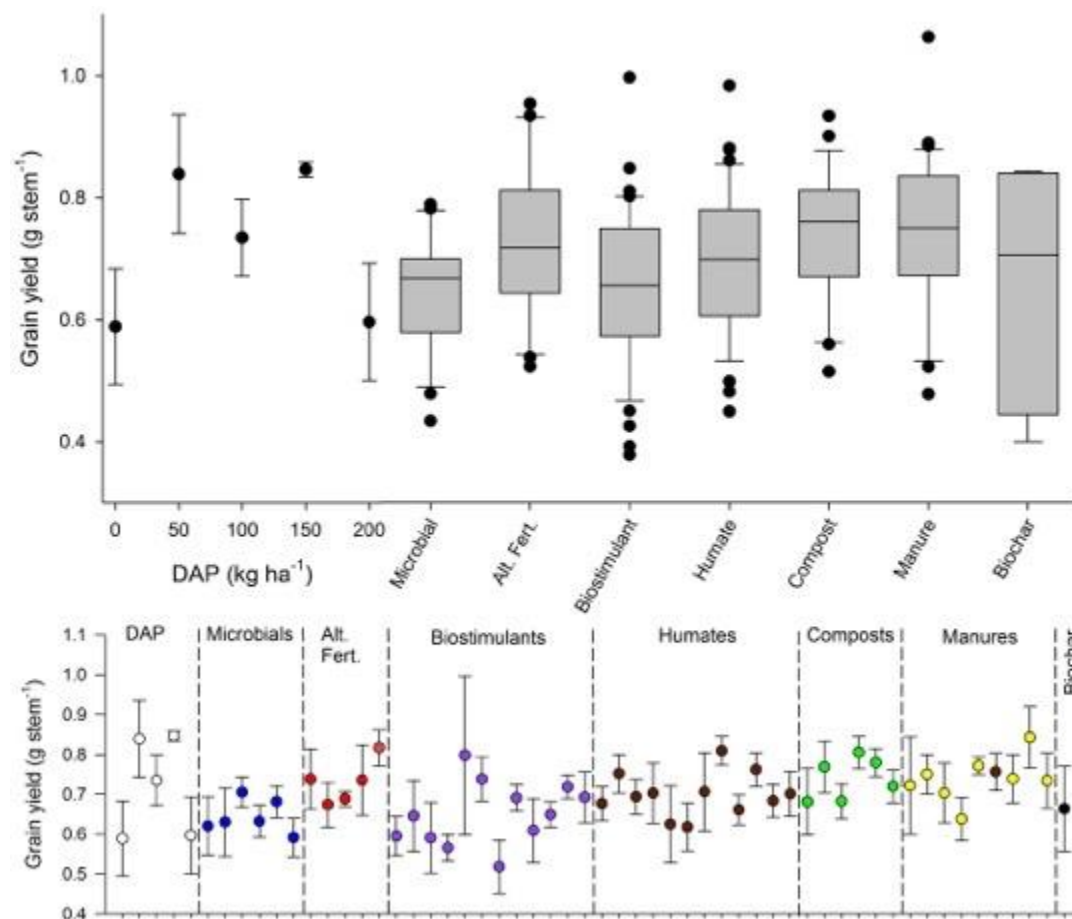 Grain yield (g stem⁻¹)
1.0
0.8
0.6
0.4
0 50 100 150 200
DAP (kg ha⁻¹)
Microbial
Alt. Fert.
Biostimulant
Humate
Compost
Manure
Biochar
Grain yield (g stem⁻¹)
1.1
1.0
0.9
0.8
0.7
0.6
0.5
0.4
DAP
Microbials
Alt.
Fert.
Biostimulants
Humates
Composts
Manures
Biochar